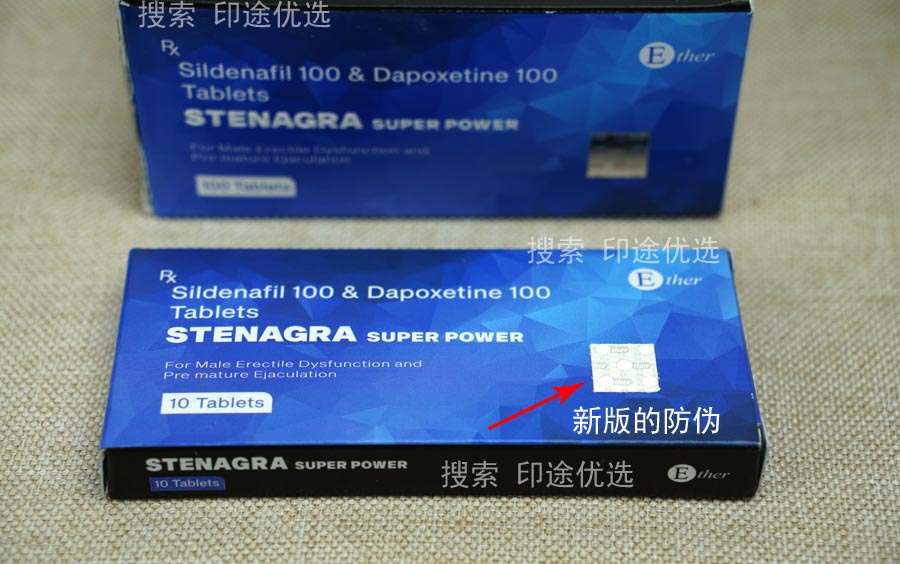 搜索 印途优选
Rx
Ether
Sildenafil 100 & Dapoxetine 100
Tablets
STENAGRA SUPER POWER
For Male Erectile Dysfunction and
Pre mature Ejaculation
100 Tablets
搜索 印途优选
Rx
Ether
Sildenafil 100 & Dapoxetine 100
Tablets
STENAGRA SUPER POWER
For Male Erectile Dysfunction and
Pre mature Ejaculation
10 Tablets
新版的防伪
STENAGRA SUPER POWER
10 Tablets
搜索 印途优选
Ether